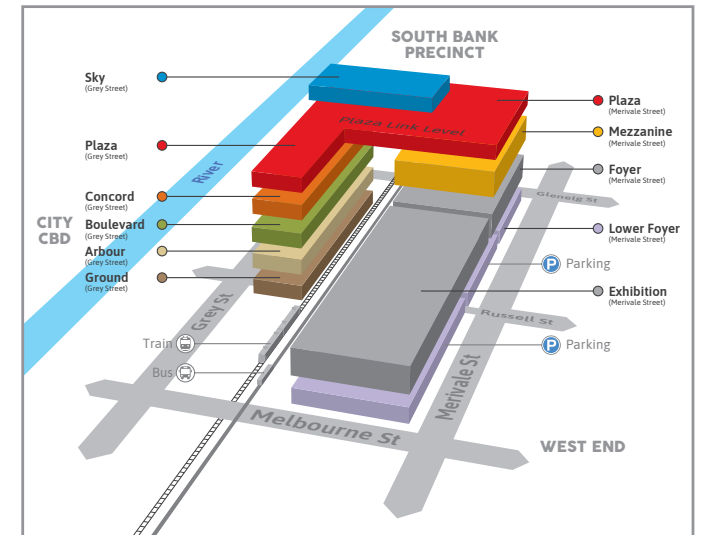 SOUTH BANK
PRECINCT
Sky
(Grey Street)
Plaza
(Grey Street)
Concord
(Grey Street)
Boulevard
(Grey Street)
Arbour
(Grey Street)
Ground
(Grey Street)
CITY
CBD
River
Plaza Link Level
Plaza
(Merivale Street)
Mezzanine
(Merivale Street)
Foyer
(Merivale Street)
Glenelg St
Lower Foyer
(Merivale Street)
P Parking
Exhibition
(Merivale Street)
Russell St
P Parking
Grey St
Train
Bus
Merivale St
Melbourne St
WEST END